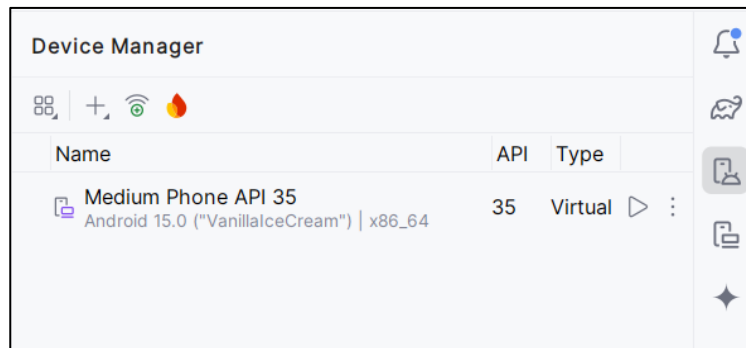 Device Manager
Name API Type
Medium Phone API 35 35 Virtual
Android 15.0 ("VanillaIceCream") | x86_64